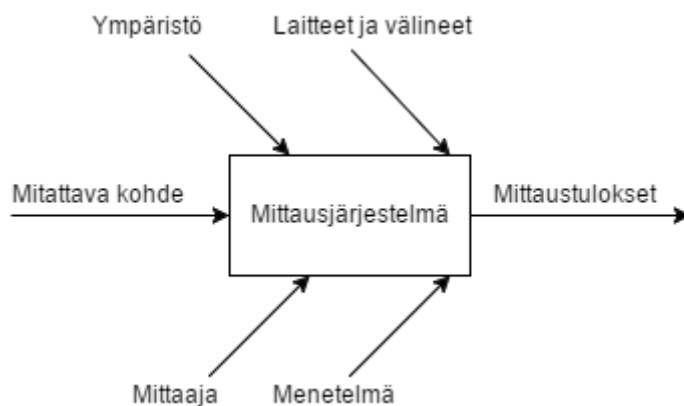 Ympäristö
Laitteet ja välineet
Mitattava kohde
Mittausjärjestelmä
Mittaustulokset
Mittaaja
Menetelmä